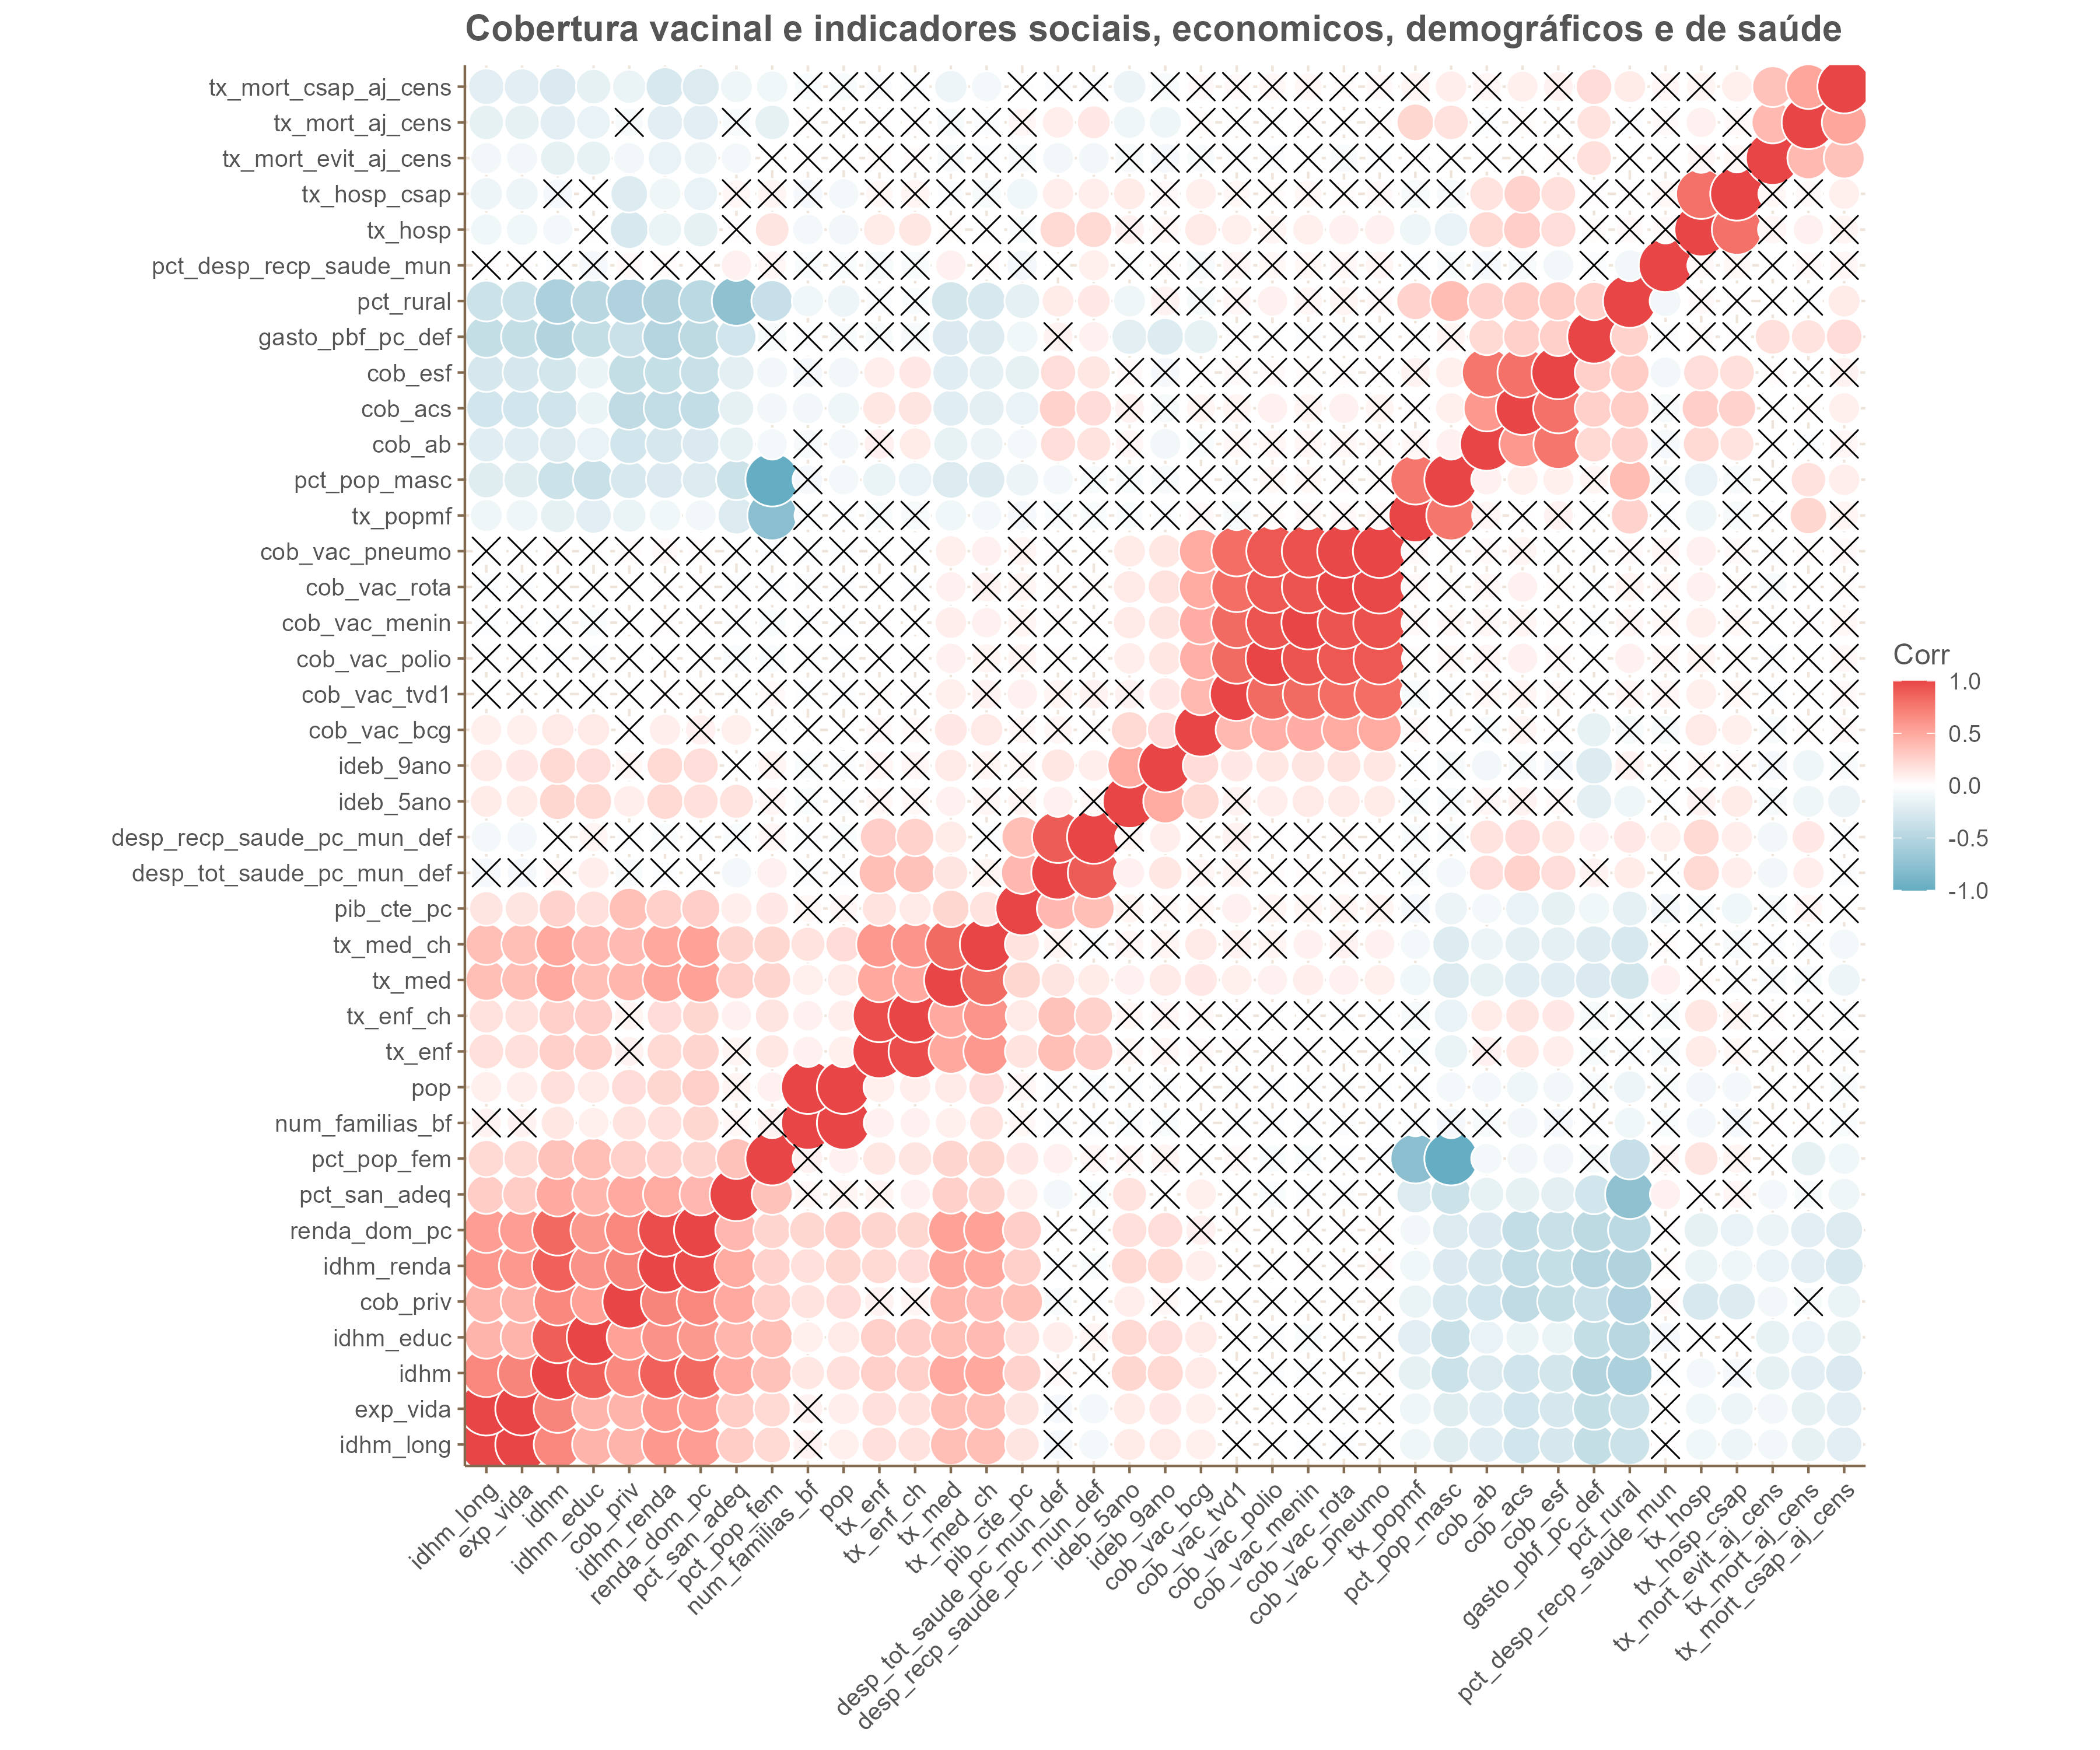 Cobertura vacinal e indicadores sociais, economicos, demográficos e de saúde
tx_mort_csap_aj_cens
tx_mort_aj_cens
tx_mort_evit_aj_cens
tx_hosp_csap
tx_hosp
pct_desp_recp_saude_mun
pct_rural
gasto_pbf_pc_def
cob_esf
cob_acs
cob_ab
pct_pop_masc
tx_popmf
cob_vac_pneumo
cob_vac_rota
cob_vac_menin
cob_vac_polio
cob_vac_tvd1
cob_vac_bcg
ideb_9ano
ideb_5ano
desp_recp_saude_pc_mun_def
desp_tot_saude_pc_mun_def
pib_cte_pc
tx_med_ch
tx_med
tx_enf_ch
tx_enf
pop
num_familias_bf
pct_pop_fem
pct_san_adeq
renda_dom_pc
idhm_renda
cob_priv
idhm_educ
idhm
exp_vida
idhm_long
idhm_long
exp_vida
idhm
idhm_educ
cob_priv
idhm_renda
renda_dom_pc
pct_san_adeq
pct_pop_fem
num_familias_bf
pop
tx_enf
tx_enf_ch
tx_med
tx_med_ch
pib_cte_pc
desp_tot_saude_pc_mun_def
desp_recp_saude_pc_mun_def
ideb_5ano
ideb_9ano
cob_vac_bcg
cob_vac_tvd1
cob_vac_polio
cob_vac_menin
cob_vac_rota
cob_vac_pneumo
tx_popmf
pct_pop_masc
cob_ab
cob_acs
cob_esf
gasto_pbf_pc_def
pct_rural
pct_desp_recp_saude_mun
tx_hosp
tx_hosp_csap
tx_mort_evit_aj_cens
tx_mort_aj_cens
tx_mort_csap_aj_cens
Corr
1.0
0.5
0.0
-0.5
-1.0